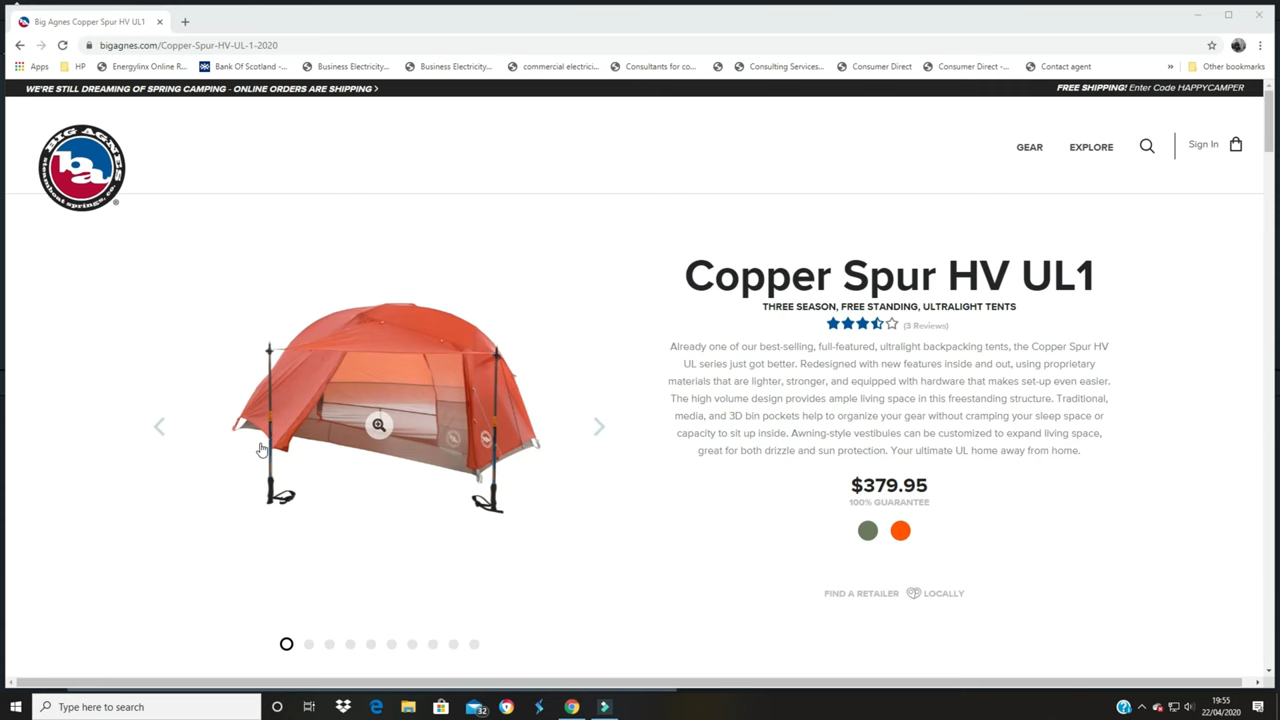 Big Agnes Copper Spur HV UL1
bigagnes.com/Copper-Spur-HV-UL-1-2020
Apps HP Energylinx Online R... Bank Of Scotland -... Business Electricity... Business Electricity... commercial electrici... Consultants for co... Consulting Services... Consumer Direct Consumer Direct -... Contact agent » Other bookmarks
WE'RE STILL DREAMING OF SPRING CAMPING - ONLINE ORDERS ARE SHIPPING > FREE SHIPPING! Enter Code HAPPYCAMPER
BIG AGNES
ba
steamboat springs, co.
®
GEAR EXPLORE Sign In
Copper Spur HV UL1
THREE SEASON, FREE STANDING, ULTRALIGHT TENTS
(3 Reviews)
Already one of our best-selling, full-featured, ultralight backpacking tents, the Copper Spur HV
UL series just got better. Redesigned with new features inside and out, using proprietary
materials that are lighter, stronger, and equipped with hardware that makes set-up even easier.
The high volume design provides ample living space in this freestanding structure. Traditional,
media, and 3D bin pockets help to organize your gear without cramping your sleep space or
capacity to sit up inside. Awning-style vestibules can be customized to expand living space,
great for both drizzle and sun protection. Your ultimate UL home away from home.
$379.95
100% GUARANTEE
FIND A RETAILER LOCALLY
Type here to search
32
19:55
22/04/2020